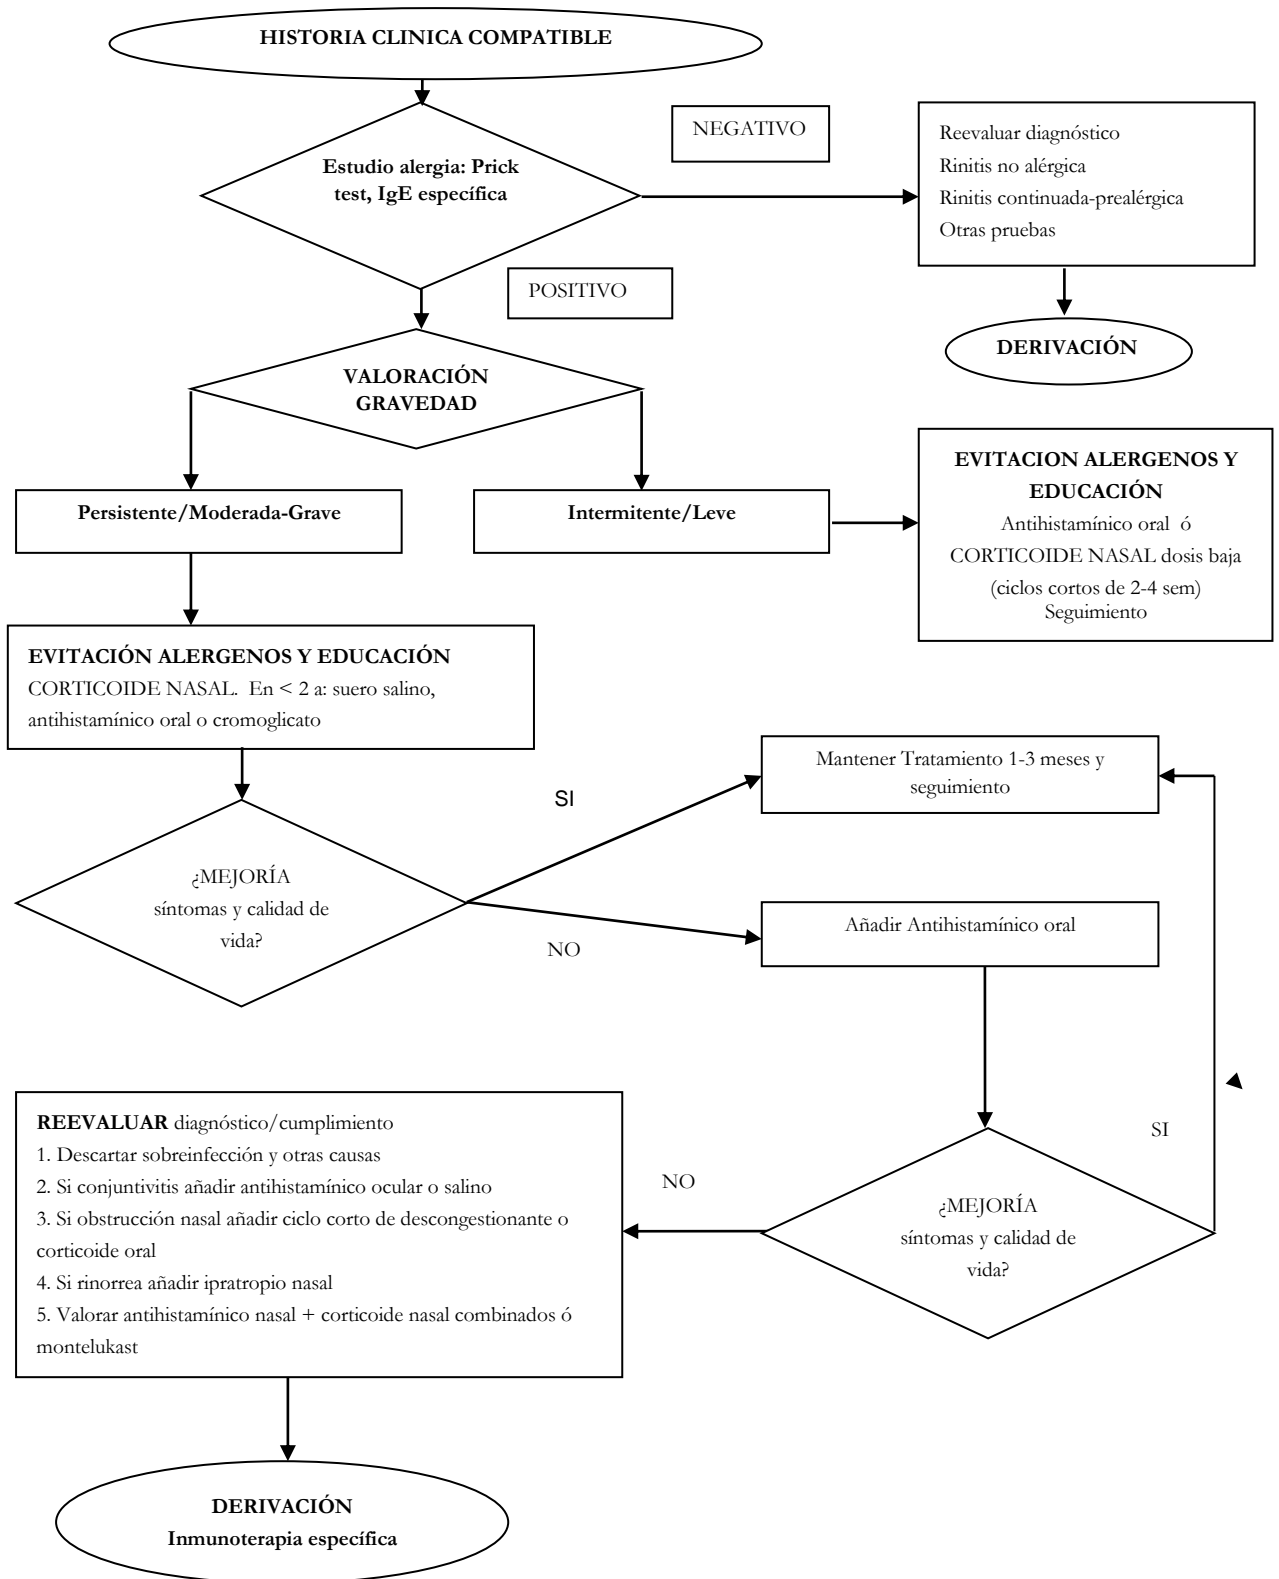 HISTORIA CLINICA COMPATIBLE
Estudio alergia: Prick
test, IgE específica
NEGATIVO
Reevaluar diagnóstico
Rinitis no alérgica
Rinitis continuada-prealérgica
Otras pruebas
POSITIVO
DERIVACIÓN
VALORACIÓN
GRAVEDAD
Persistente/Moderada-Grave
Intermitente/Leve
EVITACION ALERGENOS Y
EDUCACIÓN
Antihistamínico oral ó
CORTICOIDE NASAL dosis baja
(ciclos cortos de 2-4 sem)
Seguimiento
EVITACIÓN ALERGENOS Y EDUCACIÓN
CORTICOIDE NASAL. En < 2 a: suero salino,
antihistamínico oral o cromoglicato
SI
Mantener Tratamiento 1-3 meses y
seguimiento
¿MEJORÍA
síntomas y calidad de
vida?
NO
Añadir Antihistamínico oral
REEVALUAR diagnóstico/cumplimiento
1. Descartar sobreinfección y otras causas
2. Si conjuntivitis añadir antihistamínico ocular o salino
3. Si obstrucción nasal añadir ciclo corto de descongestionante o
corticoide oral
4. Si rinorrea añadir ipratropio nasal
5. Valorar antihistamínico nasal + corticoide nasal combinados ó
montelukast
NO
SI
¿MEJORÍA
síntomas y calidad de
vida?
DERIVACIÓN
Inmunoterapia específica